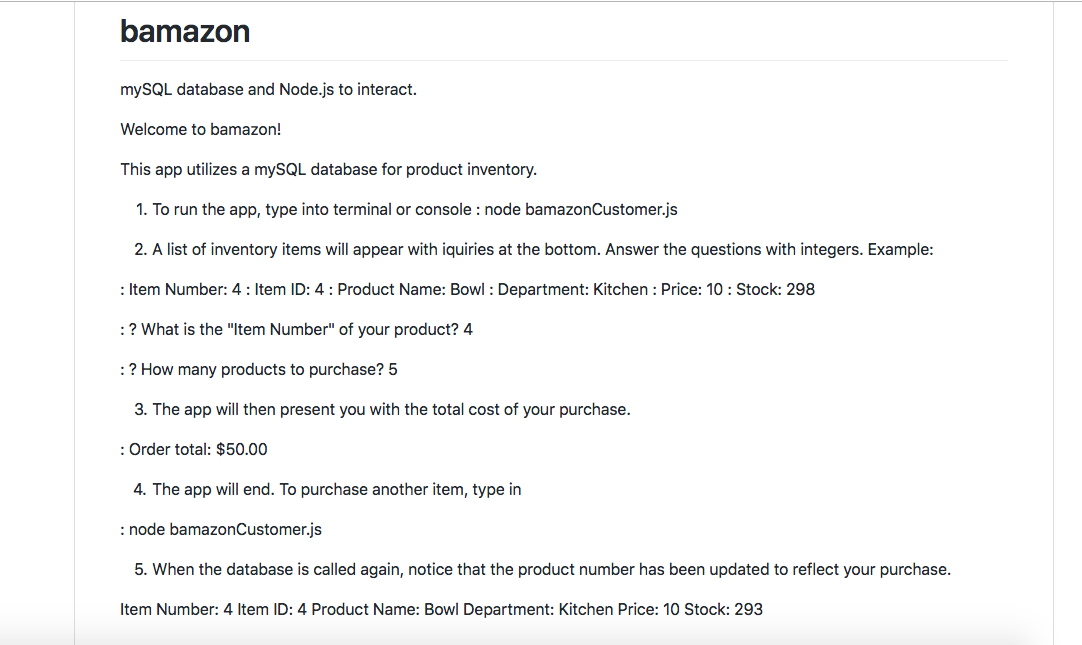 bamazon
mySQL database and Node.js to interact.
Welcome to bamazon!
This app utilizes a mySQL database for product inventory.
1. To run the app, type into terminal or console : node bamazonCustomer.js
2. A list of inventory items will appear with iquiries at the bottom. Answer the questions with integers. Example:
: Item Number: 4 : Item ID: 4 : Product Name: Bowl : Department: Kitchen : Price: 10 : Stock: 298
: ? What is the "Item Number" of your product? 4
: ? How many products to purchase? 5
3. The app will then present you with the total cost of your purchase.
: Order total: $50.00
4. The app will end. To purchase another item, type in
: node bamazonCustomer.js
5. When the database is called again, notice that the product number has been updated to reflect your purchase.
Item Number: 4 Item ID: 4 Product Name: Bowl Department: Kitchen Price: 10 Stock: 293